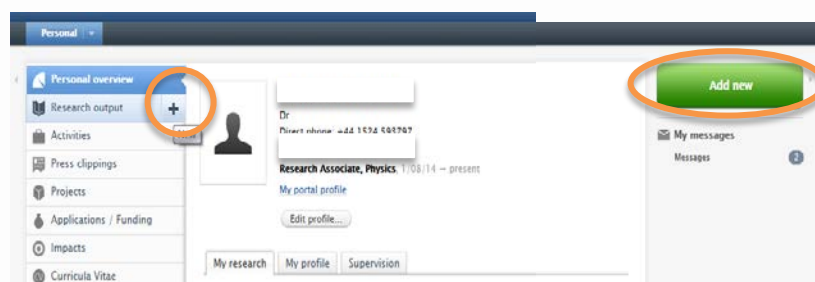 Personal
Personal overview
Research output
Activities
Press clippings
Projects
Applications / Funding
Impacts
Curricula Vitae
Dr
Direct phone: +44 1524 593797
Research Associate, Physics, 1/08/14 – present
My portal profile
Edit profile...
My research My profile Supervision
Add new
My messages
Messages 2